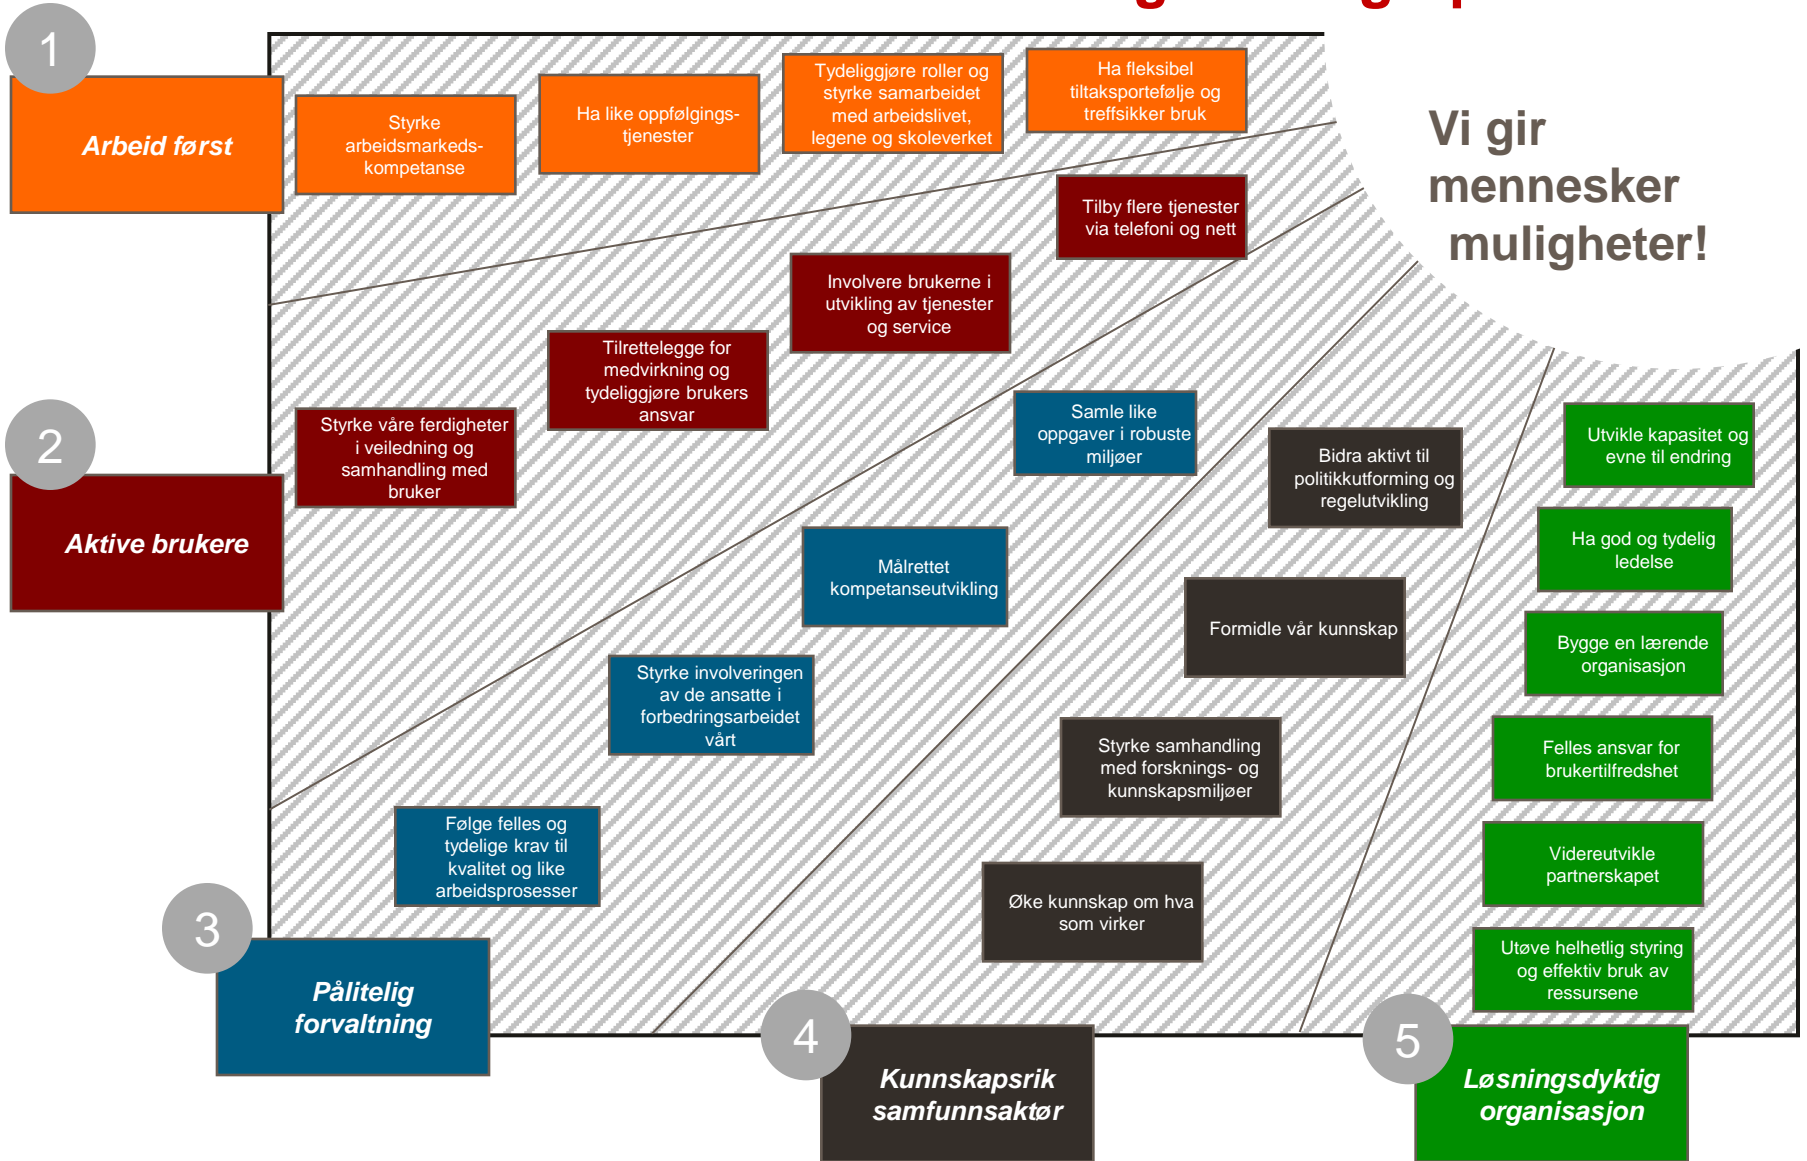 1
Arbeid først
Styrke
arbeidsmarkeds-
kompetanse
Ha like oppfølgings-
tjenester
Tydeliggjøre roller og
styrke samarbeidet
med arbeidslivet,
legene og skoleverket
Ha fleksibel
tiltaksportefølje og
treffsikker bruk
Vi gir
mennesker
muligheter!
2
Aktive brukere
Styrke våre ferdigheter
i veiledning og
samhandling med
bruker
Tilrettelegge for
medvirkning og
tydeliggjøre brukers
ansvar
Involvere brukerne i
utvikling av tjenester
og service
Tilby flere tjenester
via telefoni og nett
3
Pålitelig
forvaltning
Følge felles og
tydelige krav til
kvalitet og like
arbeidsprosesser
Styrke involveringen
av de ansatte i
forbedringsarbeidet
vårt
Målrettet
kompetanseutvikling
Samle like
oppgaver i robuste
miljøer
4
Kunnskapsrik
samfunnsaktør
Øke kunnskap om hva
som virker
Styrke samhandling
med forsknings- og
kunnskapsmiljøer
Formidle vår kunnskap
Bidra aktivt til
politikkutforming og
regelutvikling
5
Løsningsdyktig
organisasjon
Utvikle kapasitet og
evne til endring
Ha god og tydelig
ledelse
Bygge en lærende
organisasjon
Felles ansvar for
brukertilfredshet
Videreutvikle
partnerskapet
Utøve helhetlig styring
og effektiv bruk av
ressursene